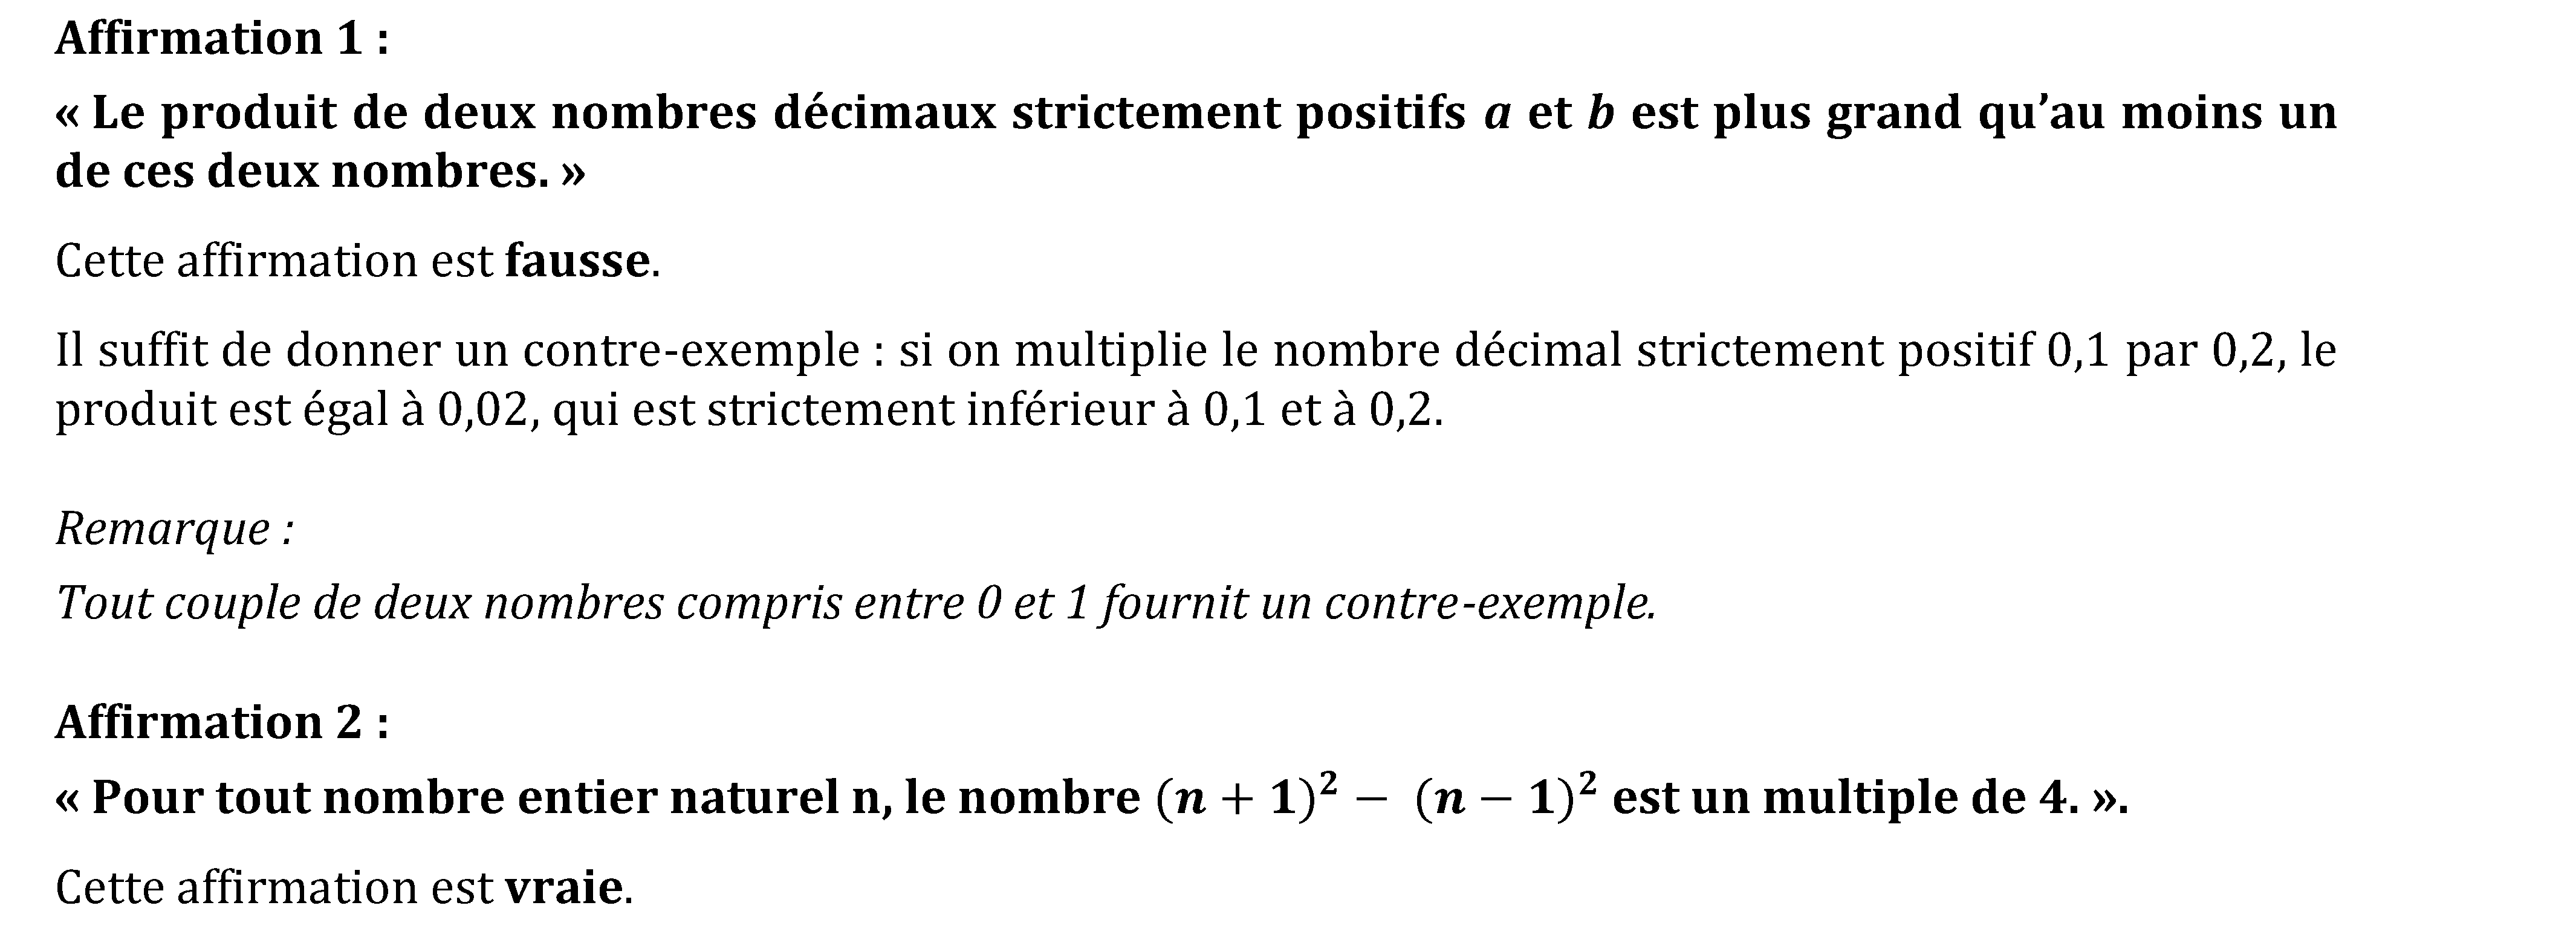 Affirmation 1 :
« Le produit de deux nombres décimaux strictement positifs a et b est plus grand qu’au moins un
de ces deux nombres. »
Cette affirmation est fausse.
Il suffit de donner un contre-exemple : si on multiplie le nombre décimal strictement positif 0,1 par 0,2, le
produit est égal à 0,02, qui est strictement inférieur à 0,1 et à 0,2.
Remarque :
Tout couple de deux nombres compris entre 0 et 1 fournit un contre-exemple.
Affirmation 2 :
« Pour tout nombre entier naturel n, le nombre (n + 1)² − (n − 1)² est un multiple de 4. ».
Cette affirmation est vraie.